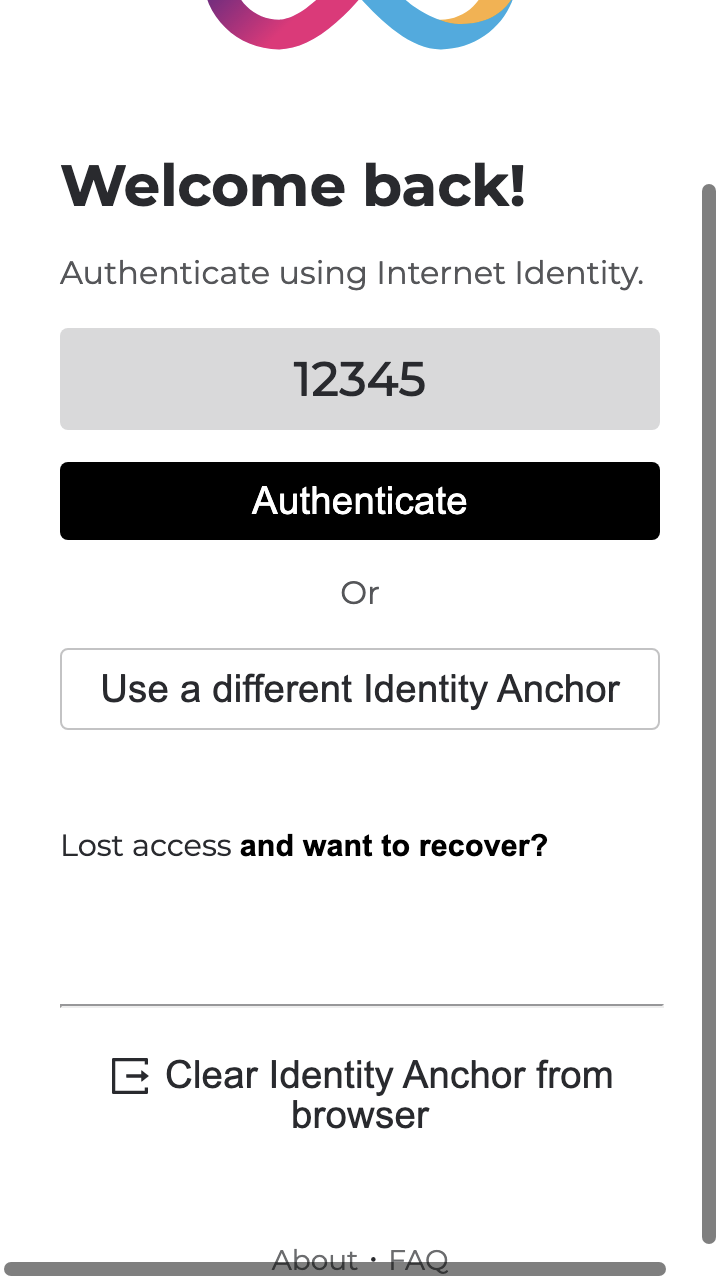 Welcome back!
Authenticate using Internet Identity.
12345
Authenticate
Or
Use a different Identity Anchor
Lost access and want to recover?
Clear Identity Anchor from
browser
About · FAQ